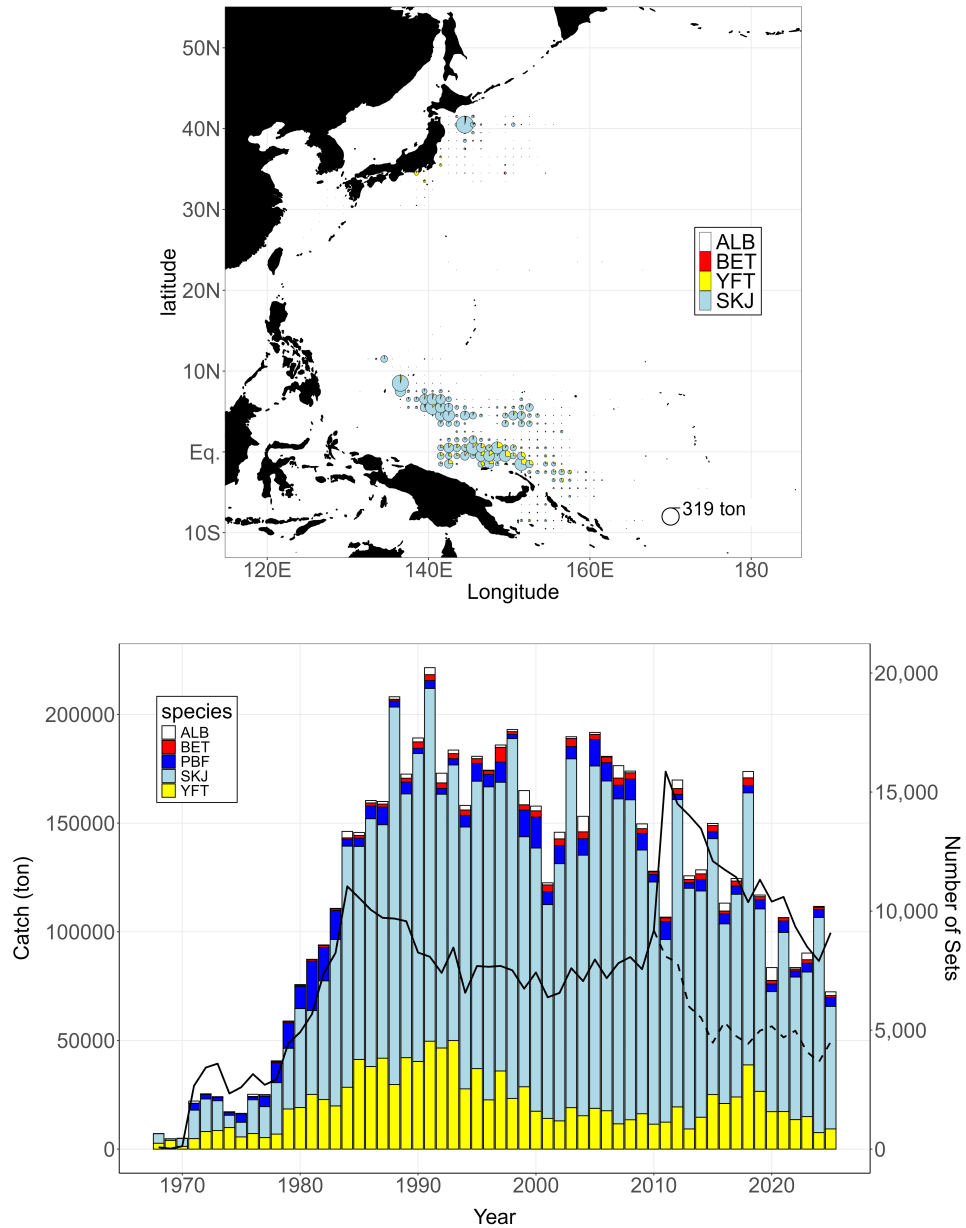 50N
40N
30N
20N
10N
Eq.
10S
latitude
ALB
BET
YFT
SKJ
319 ton
120E 140E 160E 180
Longitude
200000
150000
100000
50000
0
Catch (ton)
species
ALB
BET
PBF
SKJ
YFT
20,000
15,000
10,000
5,000
0
Number of Sets
1970 1980 1990 2000 2010 2020
Year